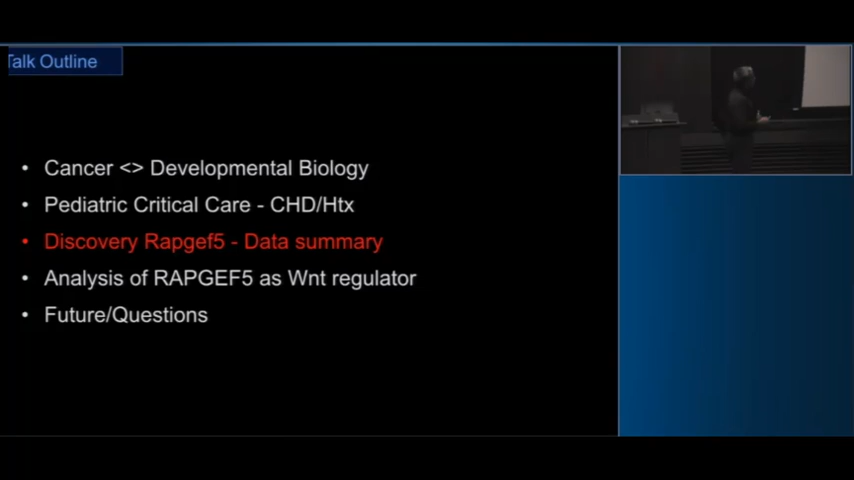 Talk Outline
• Cancer <> Developmental Biology
• Pediatric Critical Care - CHD/Htx
• Discovery Rapgef5 - Data summary
• Analysis of RAPGEF5 as Wnt regulator
• Future/Questions